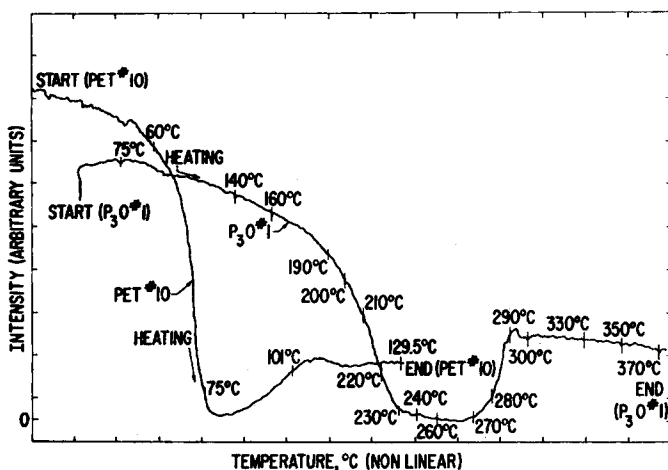 START (PET #10)
60°C
75°C
HEATING
140°C
160°C
START (P3O#1)
P3O#1
190°C
200°C
210°C
PET #10
HEATING
290°C
330°C
350°C
300°C
370°C
129.5°C
101°C
END (PET #10)
220°C
75°C
240°C
280°C
END
(P3O#1)
230°C
260°C
270°C
0
INTENSITY (ARBITRARY UNITS)
TEMPERATURE, °C (NON LINEAR)